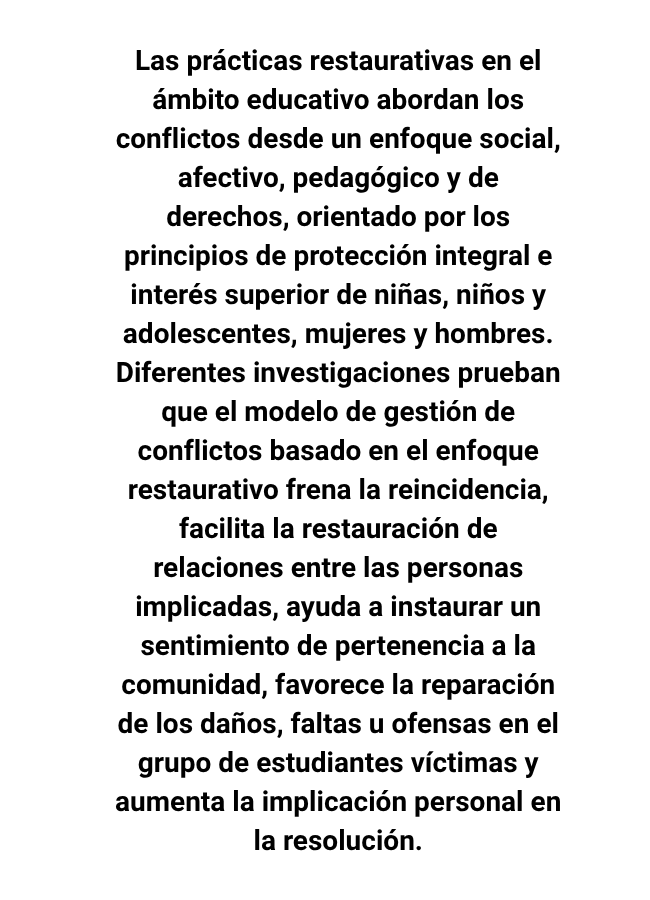 Las prácticas restaurativas en el
ámbito educativo abordan los
conflictos desde un enfoque social,
afectivo, pedagógico y de
derechos, orientado por los
principios de protección integral e
interés superior de niñas, niños y
adolescentes, mujeres y hombres.
Diferentes investigaciones prueban
que el modelo de gestión de
conflictos basado en el enfoque
restaurativo frena la reincidencia,
facilita la restauración de
relaciones entre las personas
implicadas, ayuda a instaurar un
sentimiento de pertenencia a la
comunidad, favorece la reparación
de los daños, faltas u ofensas en el
grupo de estudiantes víctimas y
aumenta la implicación personal en
la resolución.